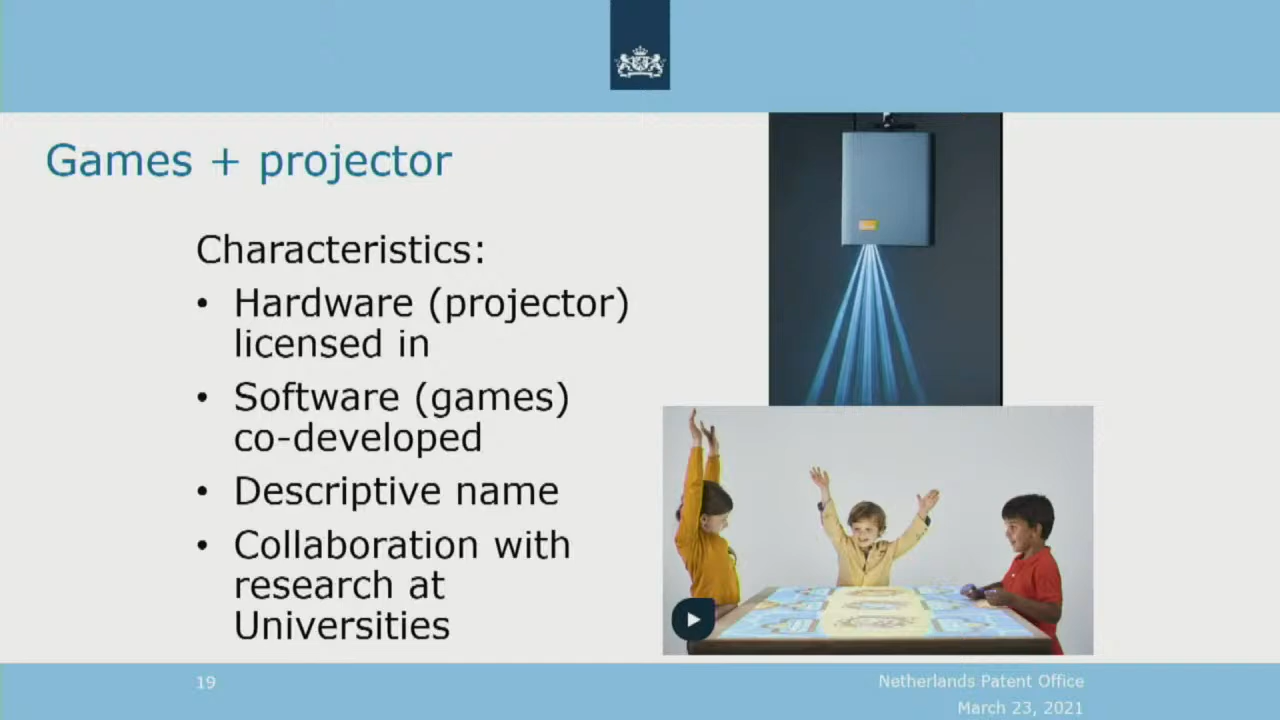 Games + projector
Characteristics:
• Hardware (projector)
licensed in
• Software (games)
co-developed
• Descriptive name
• Collaboration with
research at
Universities
19
Netherlands Patent Office
March 23, 2021